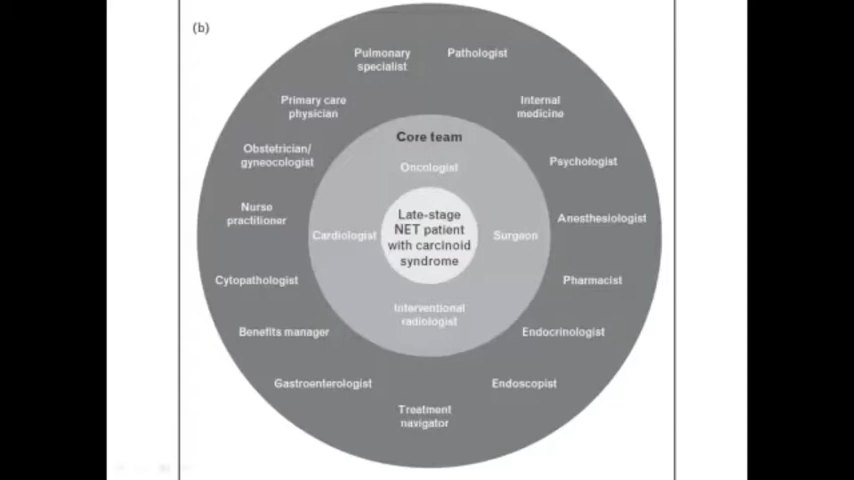 (b)
Pulmonary
specialist
Pathologist
Primary care
physician
Internal
medicine
Core team
Obstetrician/
gyneocologist
Oncologist
Psychologist
Nurse
practitioner
Late-stage
NET patient
with carcinoid
syndrome
Anesthesiologist
Cardiologist
Surgeon
Cytopathologist
Pharmacist
Interventional
radiologist
Benefits manager
Endocrinologist
Gastroenterologist
Endoscopist
Treatment
navigator